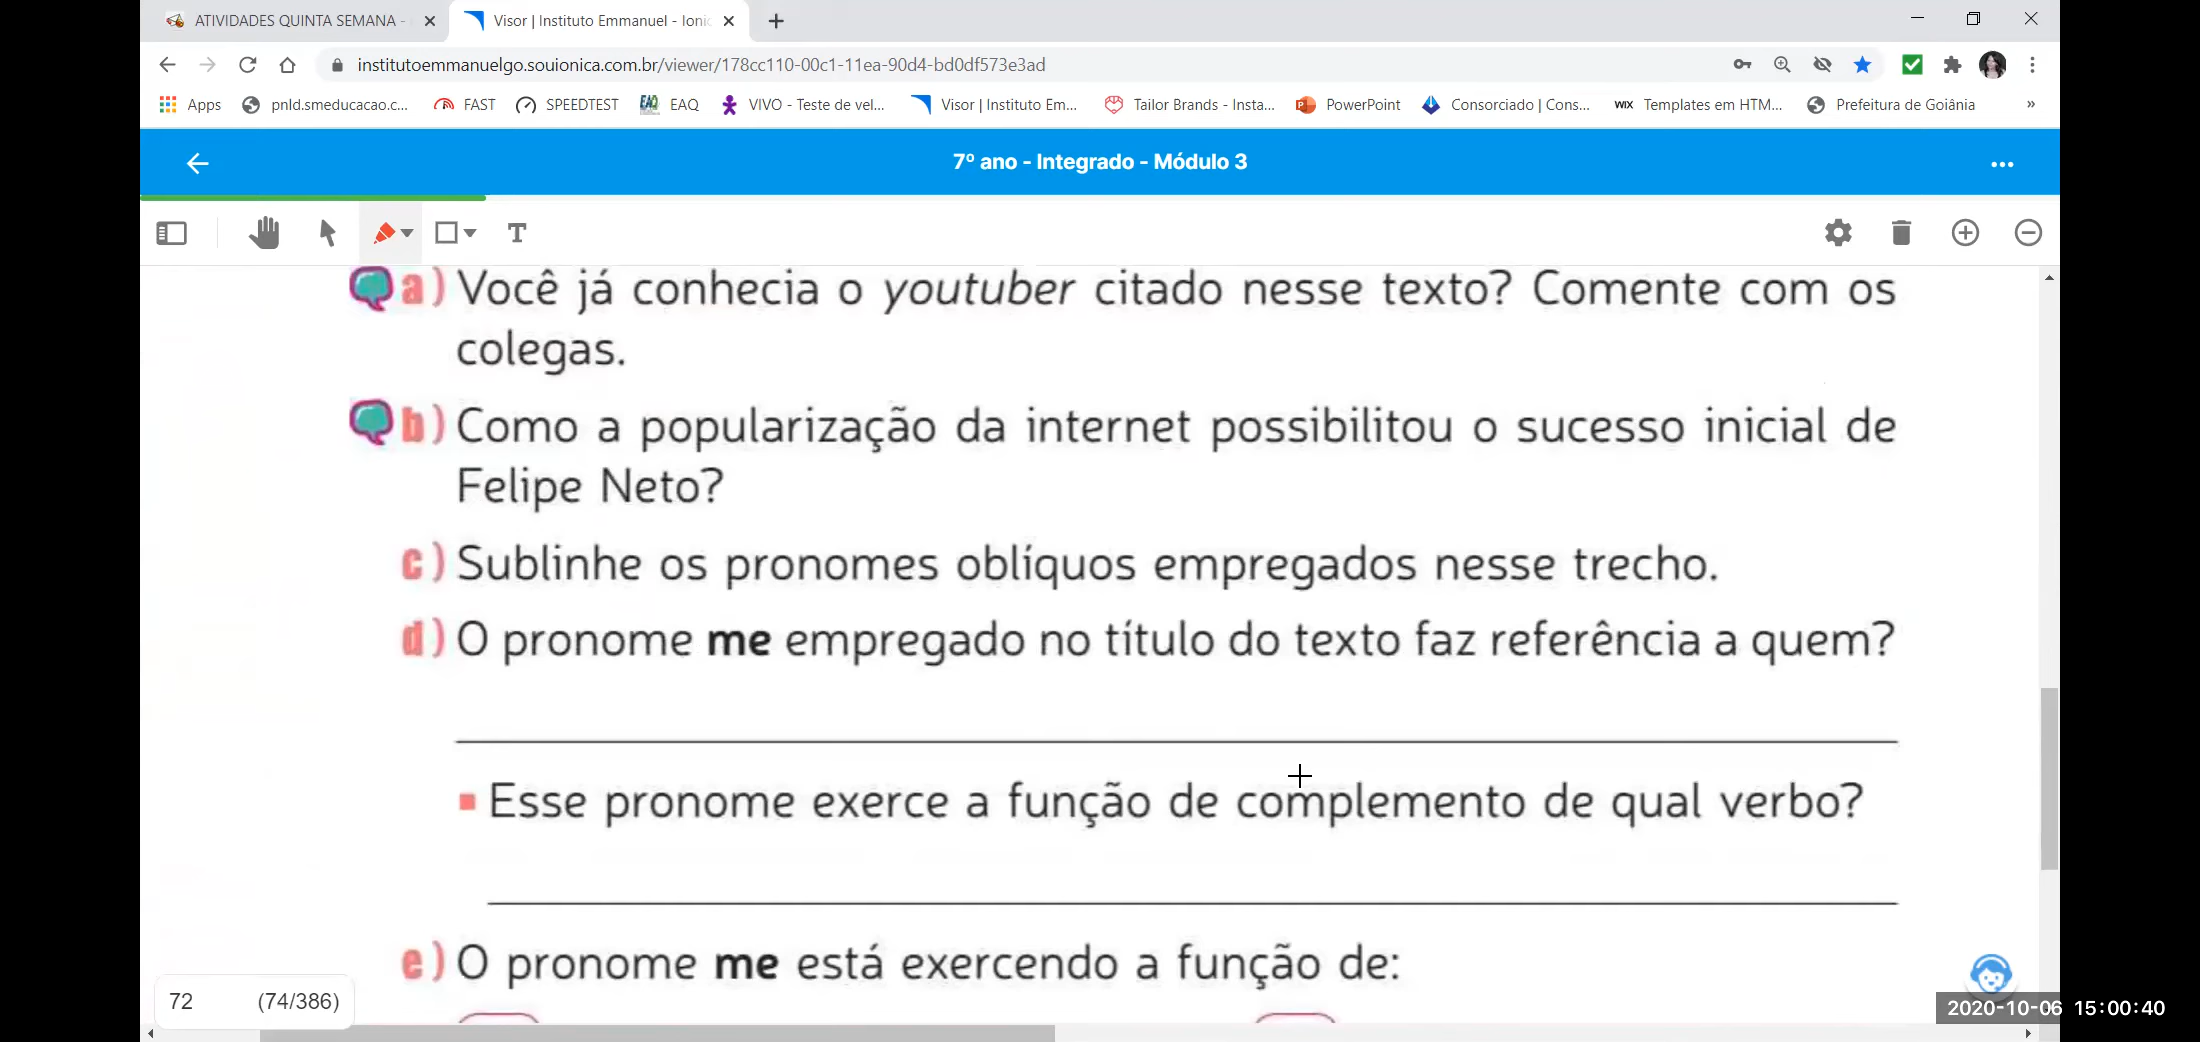 ATIVIDADES QUINTA SEMANA -
Visor | Instituto Emmanuel - Ionic
institutoemmanuelgo.souionica.com.br/viewer/178cc110-00c1-11ea-90d4-bd0df573e3ad
Apps pnld.smeducacao.c... FAST SPEEDTEST EAQ VIVO - Teste de vel... Visor | Instituto Em... Tailor Brands - Insta... PowerPoint Consorciado | Cons... WIX Templates em HTM... Prefeitura de Goiânia »
7º ano - Integrado - Módulo 3
T
a) Você já conhecia o youtuber citado nesse texto? Comente com os
colegas.
b) Como a popularização da internet possibilitou o sucesso inicial de
Felipe Neto?
c) Sublinhe os pronomes oblíquos empregados nesse trecho.
d) O pronome me empregado no título do texto faz referência a quem?
Esse pronome exerce a função de complemento de qual verbo?
e) O pronome me está exercendo a função de:
72 (74/386)
2020-10-06 15:00:40